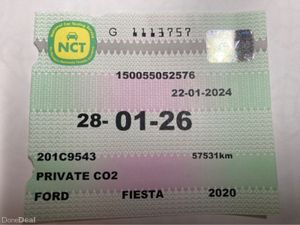 G 1113757
NCT
150055052576
22-01-2024
28-01-26
201C9543 57531km
PRIVATE CO2
FORD FIESTA 2020
DoneDeal